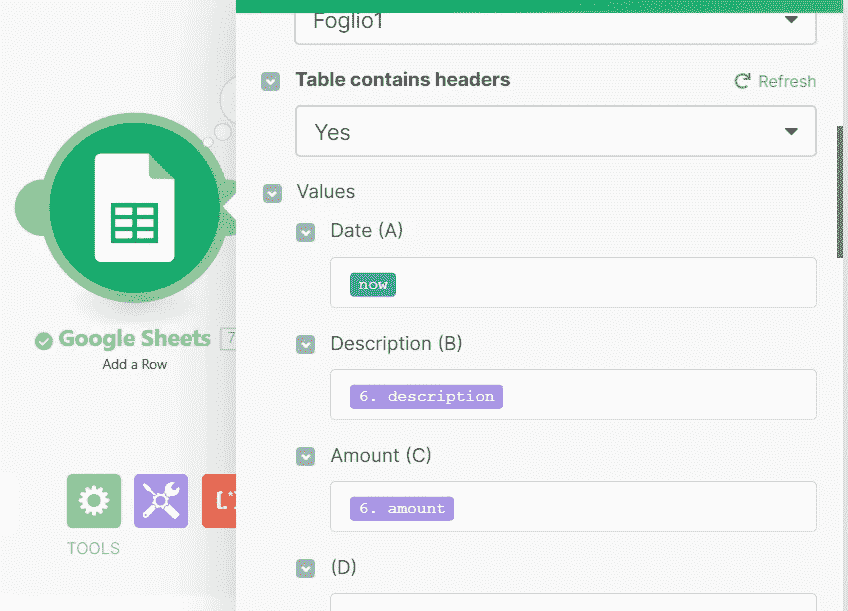 Foglio1
Table contains headers
Refresh
Yes
Values
Date (A)
now
Description (B)
6. description
Amount (C)
6. amount
(D)
Google Sheets 7
Add a Row
TOOLS